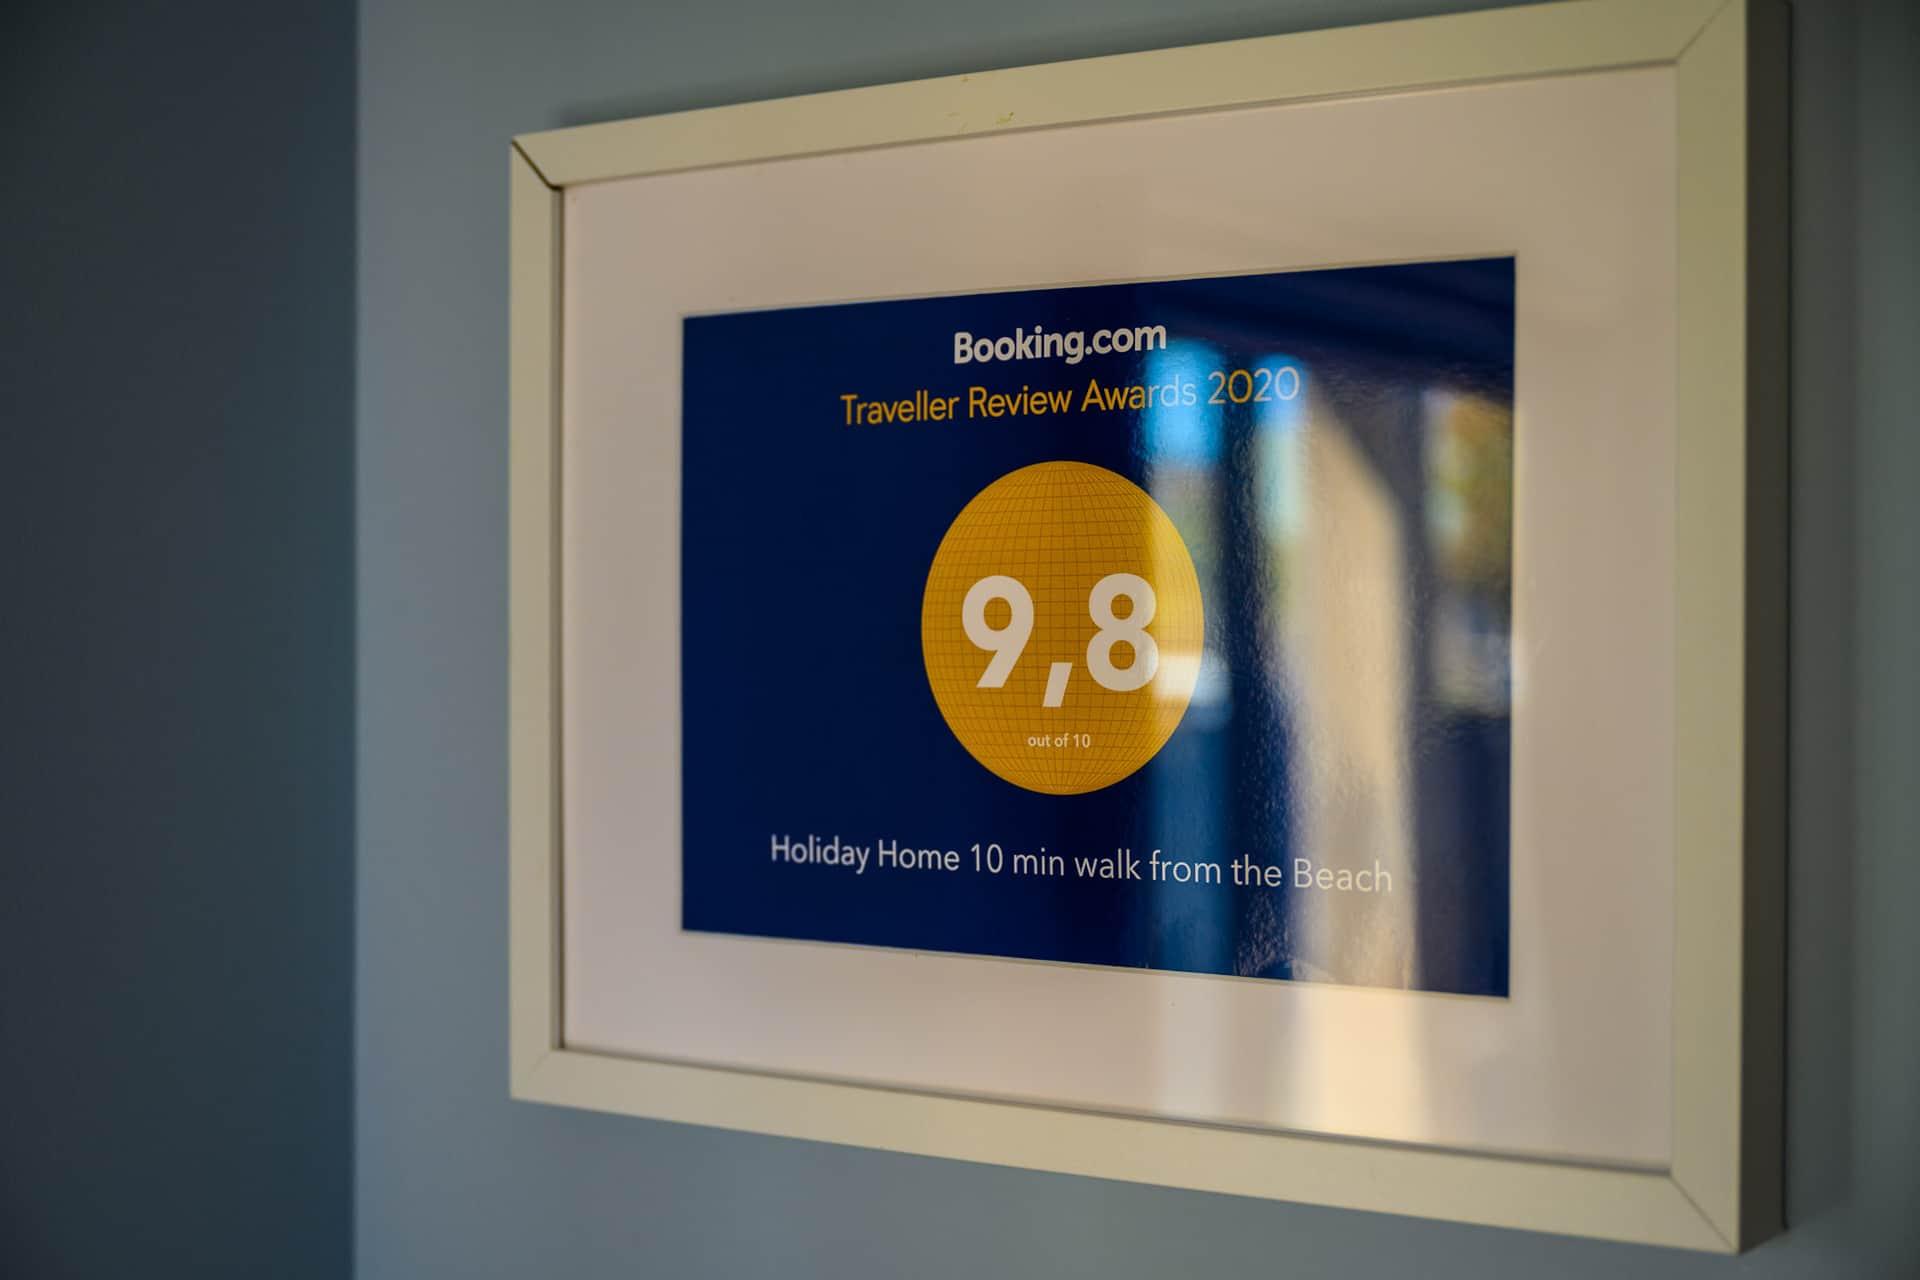 Booking.com
Traveller Review Awards 2020
9,8
out of 10
Holiday Home 10 min walk from the Beach